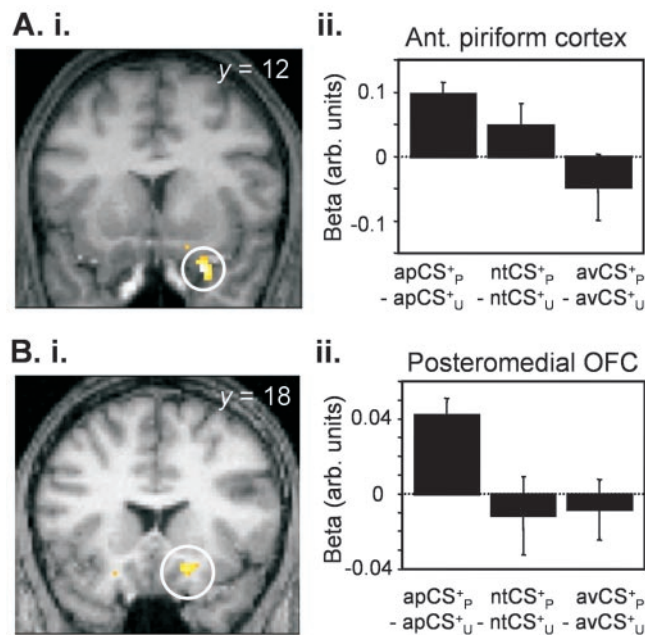 A. i.
y = 12
ii.
Ant. piriform cortex
Beta (arb. units)
0.1
0
-0.1
apCS⁺P ntCS⁺P avCS⁺P
- apCS⁺U - ntCS⁺U - avCS⁺U
B. i.
y = 18
ii.
Posteromedial OFC
Beta (arb. units)
0.04
0
-0.04
apCS⁺P ntCS⁺P avCS⁺P
- apCS⁺U - ntCS⁺U - avCS⁺U